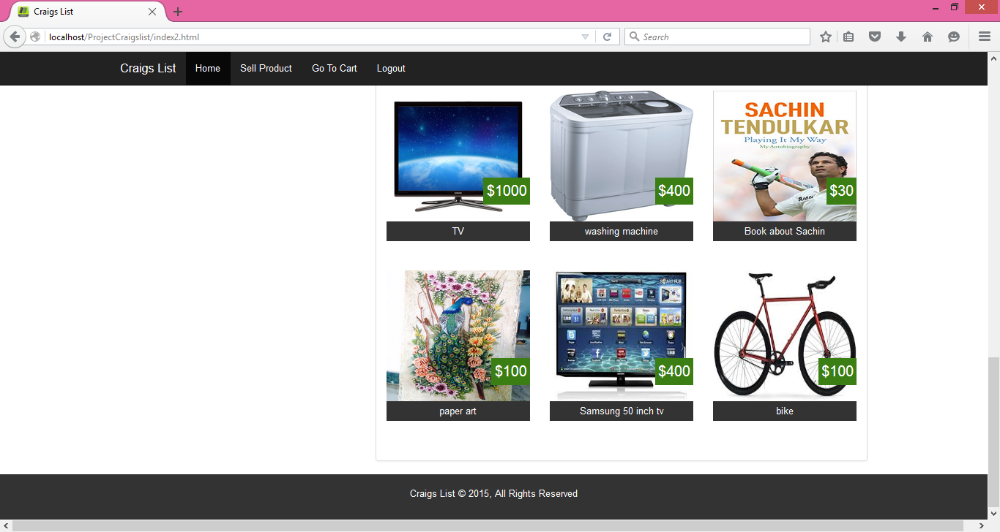 Craigs List
localhost/ProjectCraigslist/index2.html
Search
Craigs List Home Sell Product Go To Cart Logout
$1000
$400
SACHIN
TENDULKAR
Playing It My Way
My Autobiography
$30
TV
washing machine
Book about Sachin
$100
SMART HUB
$400
$100
paper art
Samsung 50 inch tv
bike
Craigs List © 2015, All Rights Reserved